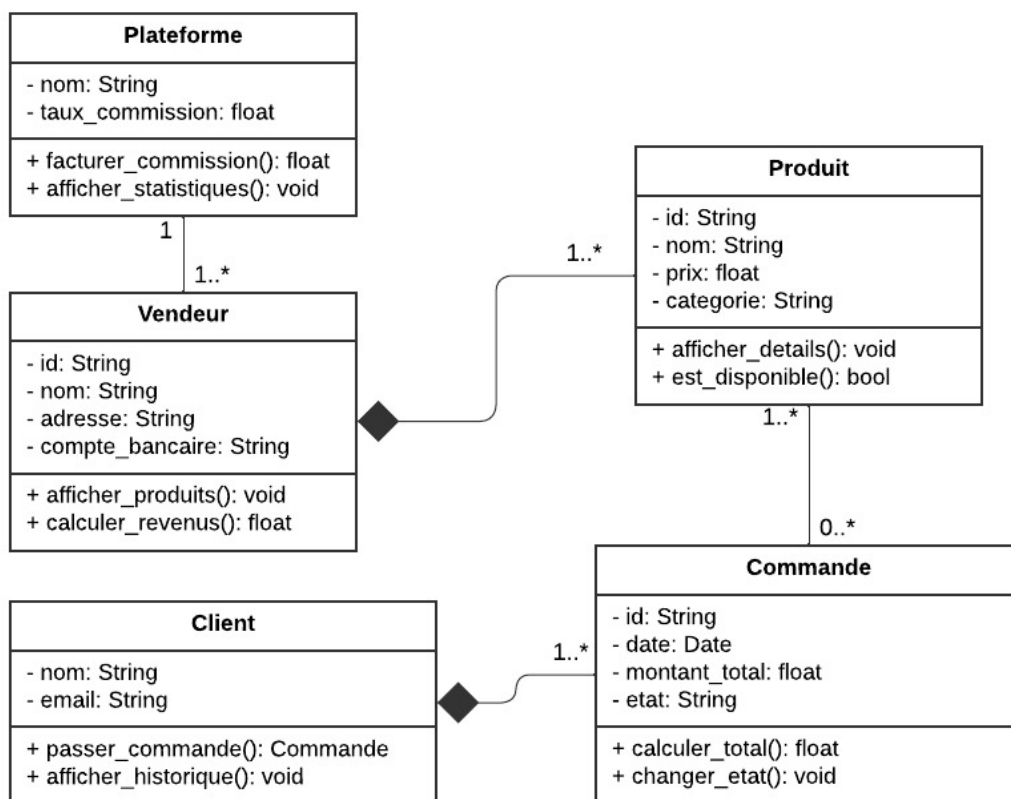 Plateforme
- nom: String
- taux_commission: float
+ facturer_commission(): float
+ afficher_statistiques(): void
1
1..*
Vendeur
- id: String
- nom: String
- adresse: String
- compte_bancaire: String
+ afficher_produits(): void
+ calculer_revenus(): float
1..*
Produit
- id: String
- nom: String
- prix: float
- categorie: String
+ afficher_details(): void
+ est_disponible(): bool
1..*
0..*
Commande
- id: String
- date: Date
- montant_total: float
- etat: String
+ calculer_total(): float
+ changer_etat(): void
1..*
Client
- nom: String
- email: String
+ passer_commande(): Commande
+ afficher_historique(): void